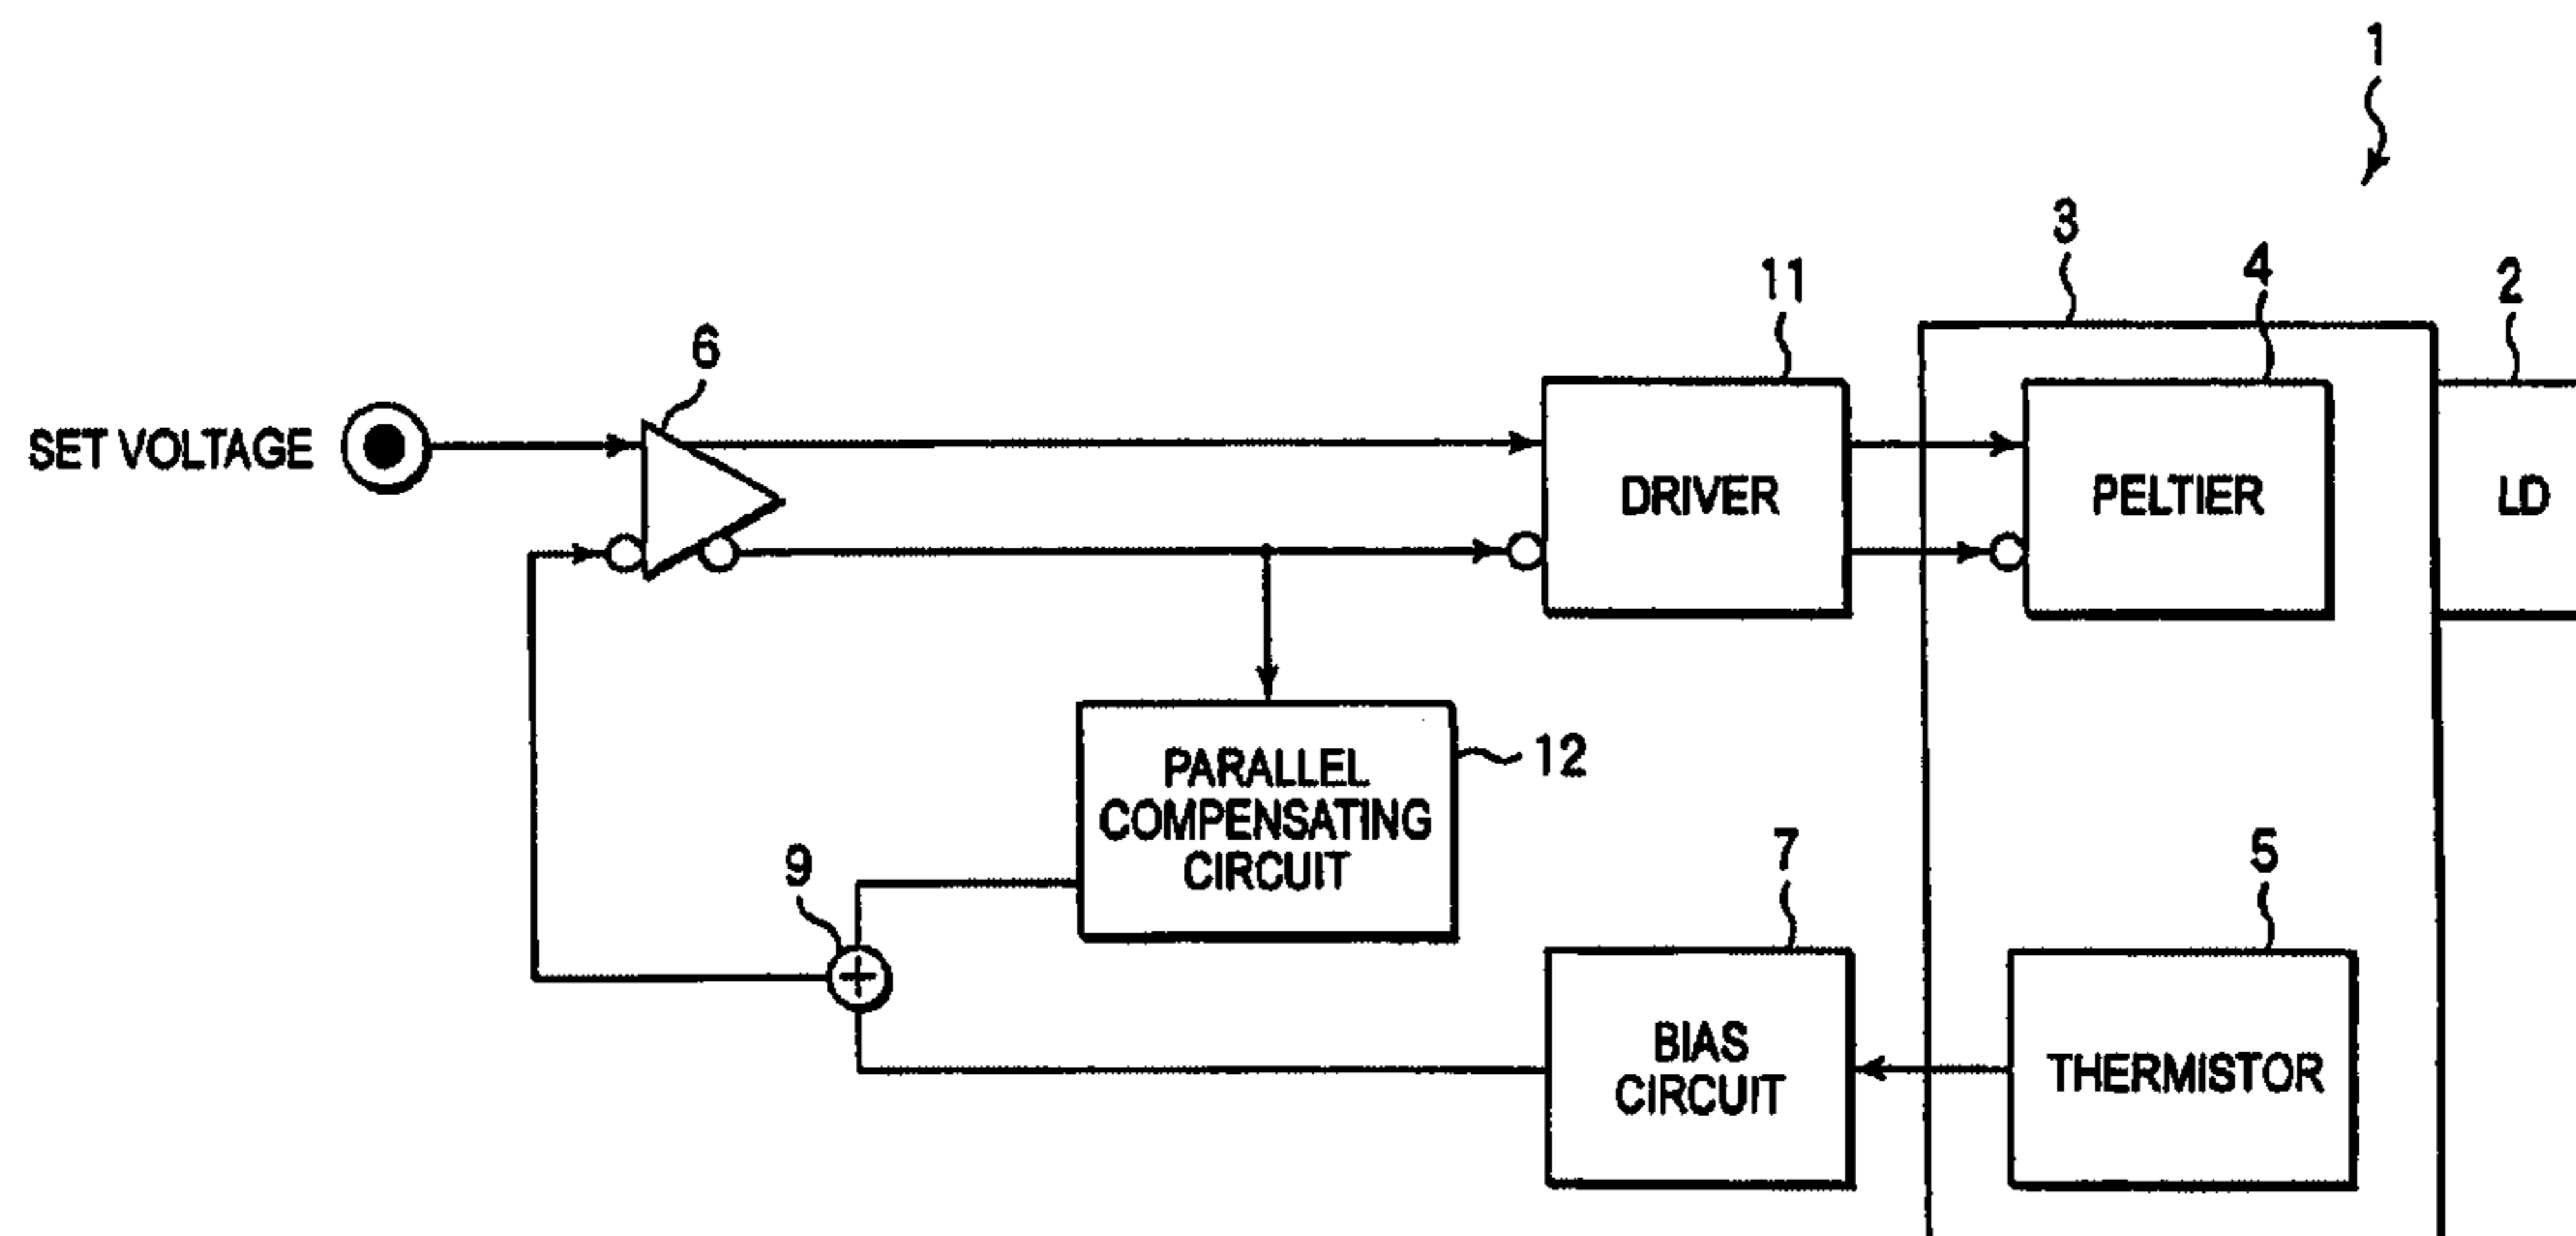 1
3
4
2
11
6
SET VOLTAGE
DRIVER
PELTIER
LD
PARALLEL
COMPENSATING
CIRCUIT
12
9
7
5
+
BIAS
CIRCUIT
THERMISTOR